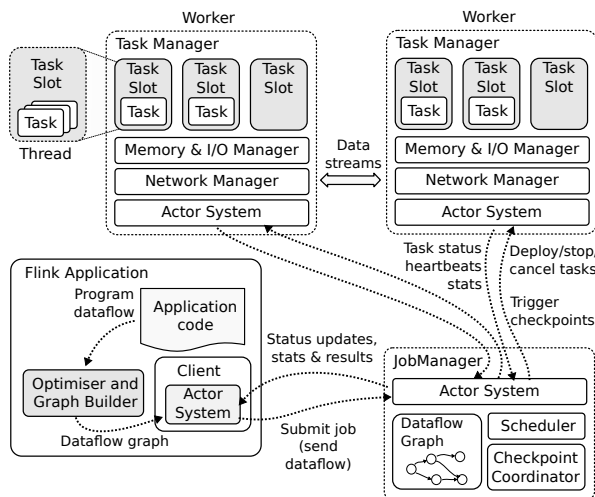 Worker
Task Manager
Task
Slot
Task
Thread
Task
Slot
Task
Task
Slot
Task
Task
Slot
Memory & I/O Manager
Network Manager
Actor System
Data
streams
Worker
Task Manager
Task
Slot
Task
Task
Slot
Task
Task
Slot
Memory & I/O Manager
Network Manager
Actor System
Task status
heartbeats
stats
Deploy/stop/
cancel tasks
Trigger
checkpoints
Flink Application
Program
dataflow
Application
code
Optimiser and
Graph Builder
Client
Actor
System
Dataflow graph
Status updates,
stats & results
Submit job
(send
dataflow)
JobManager
Actor System
Dataflow
Graph
Scheduler
Checkpoint
Coordinator